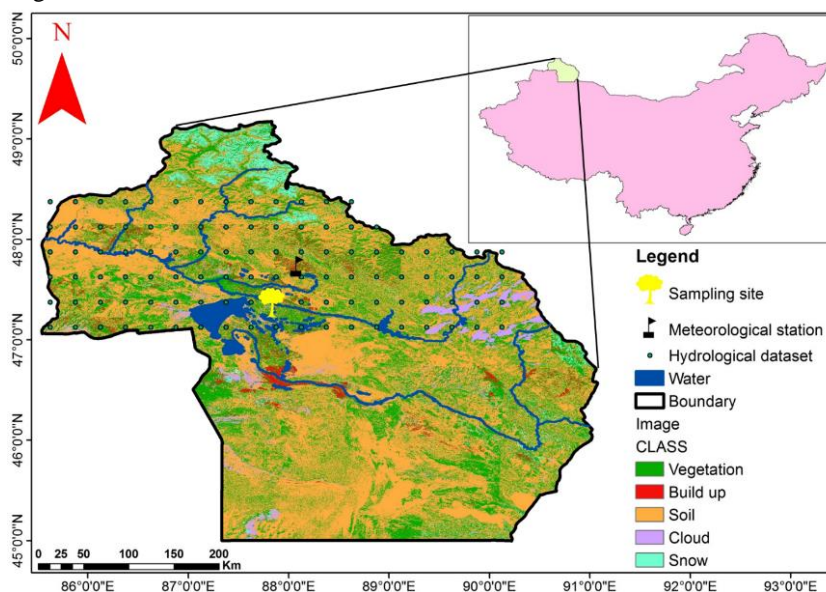 N
50°0'0"N
49°0'0"N
48°0'0"N
47°0'0"N
46°0'0"N
45°0'0"N
Legend
Sampling site
Meteorological station
Hydrological dataset
Water
Boundary
Image
CLASS
Vegetation
Build up
Soil
Cloud
Snow
0 25 50 100 150 200
Km
86°0'0"E 87°0'0"E 88°0'0"E 89°0'0"E 90°0'0"E 91°0'0"E 92°0'0"E 93°0'0"E